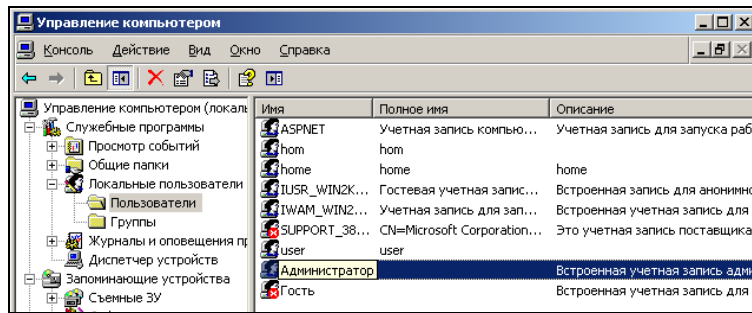 Управление компьютером
Консоль Действие Вид Окно Справка
Управление компьютером (локаль
Служебные программы
Просмотр событий
Общие папки
Локальные пользователи
Пользователи
Группы
Журналы и оповещения пр
Диспетчер устройств
Запоминающие устройства
Съемные ЗУ
Имя Полное имя Описание
ASPNET Учетная запись компью... Учетная запись для запуска раб
hom hom
home home home
IUSR_WIN2K... Гостевая учетная запис... Встроенная запись для анонимно
IWAM_WIN2... Учетная запись для зап... Встроенная учетная запись для
SUPPORT_38... CN=Microsoft Corporation... Это учетная запись поставщика
user user
Администратор Встроенная учетная запись адми
Гость Встроенная учетная запись для